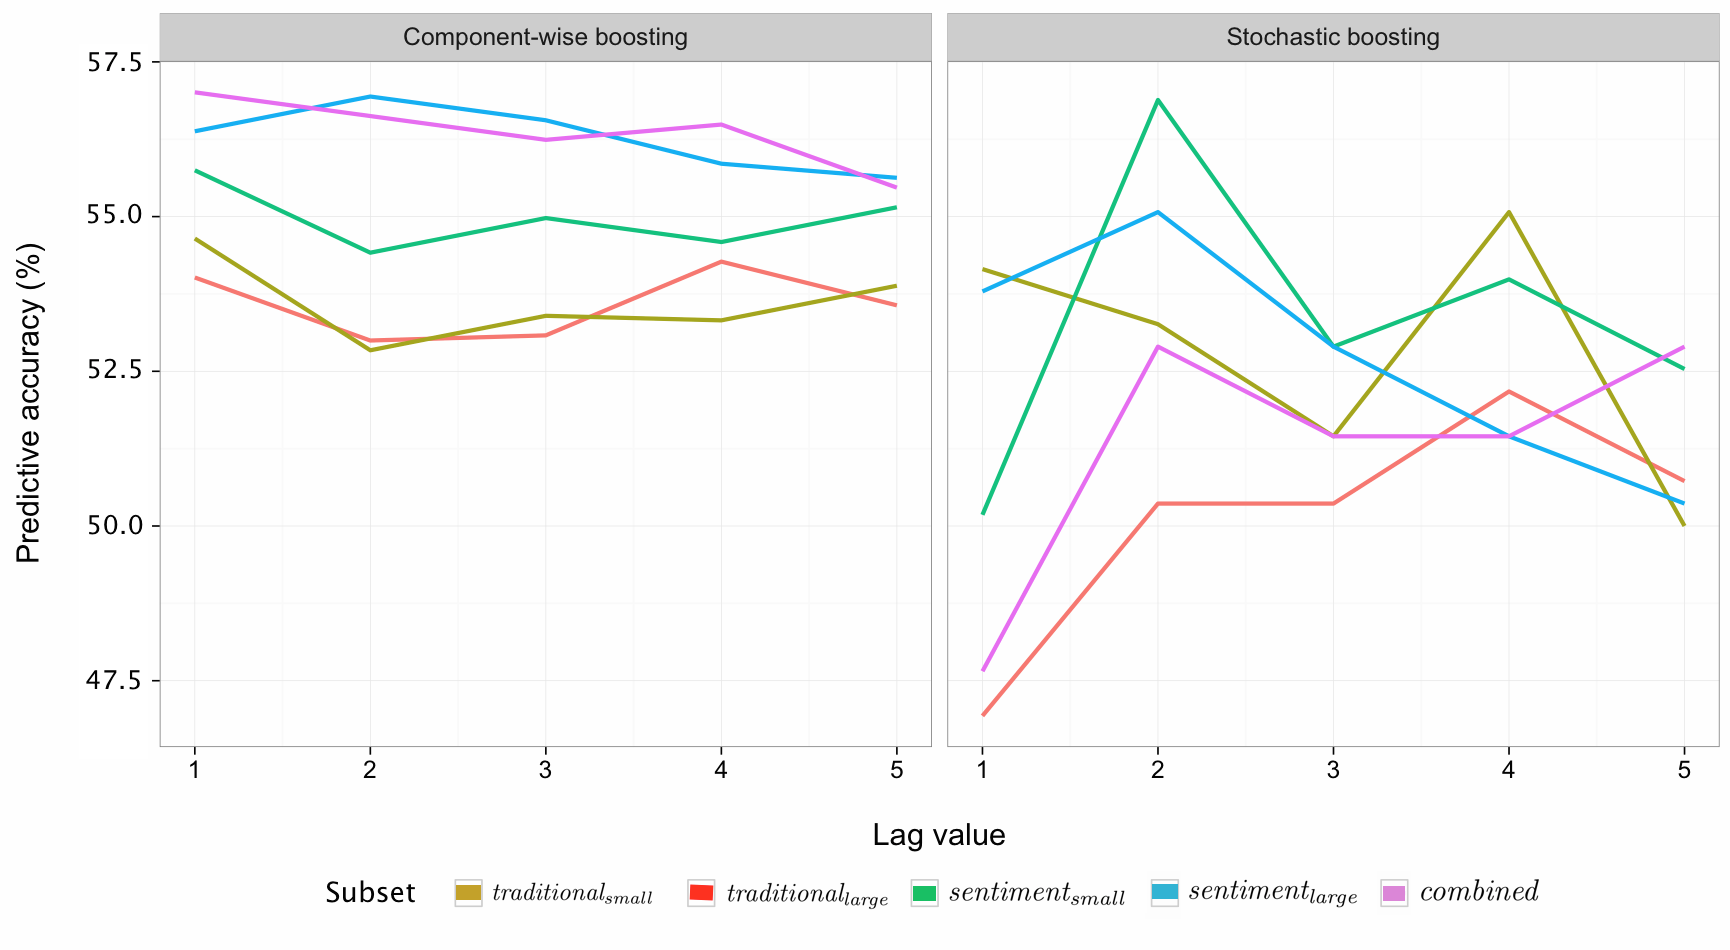 Component-wise boosting
Stochastic boosting
Predictive accuracy (%)
57.5
55.0
52.5
50.0
47.5
1 2 3 4 5
1 2 3 4 5
Lag value
Subset traditional_small traditional_large sentiment_small sentiment_large combined